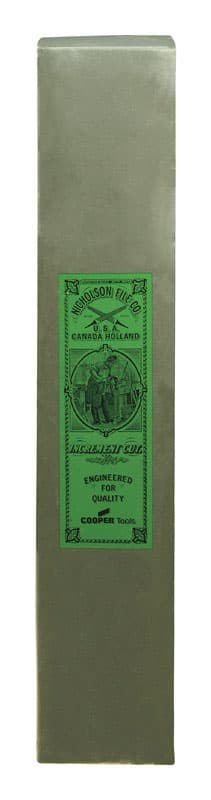 NICHOLSON FILE CO.
U.S.A.
CANADA HOLLAND
INCREMENT CUT.
ENGINEERED
FOR
QUALITY
COOPER Tools